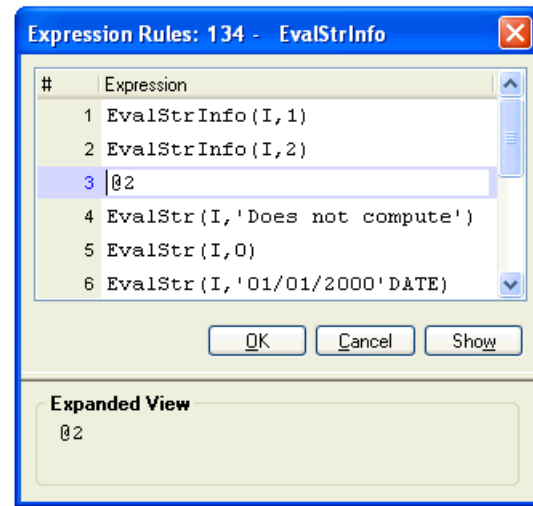 Expression Rules: 134 - EvalStrInfo
# Expression
1 EvalStrInfo(I,1)
2 EvalStrInfo(I,2)
3 @2
4 EvalStr(I,'Does not compute')
5 EvalStr(I,O)
6 EvalStr(I,'01/01/2000'DATE)
OK Cancel Show
Expanded View
@2